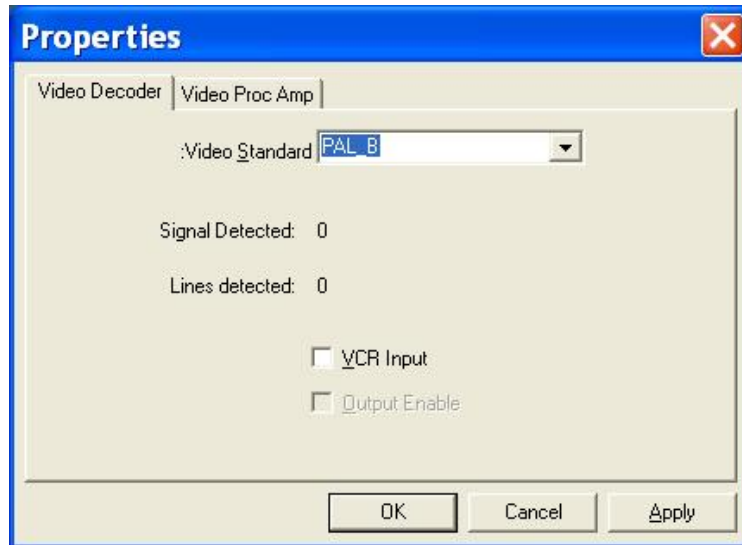 Properties
Video Decoder Video Proc Amp
:Video Standard PAL_B
Signal Detected: 0
Lines detected: 0
VCR Input
Output Enable
OK Cancel Apply